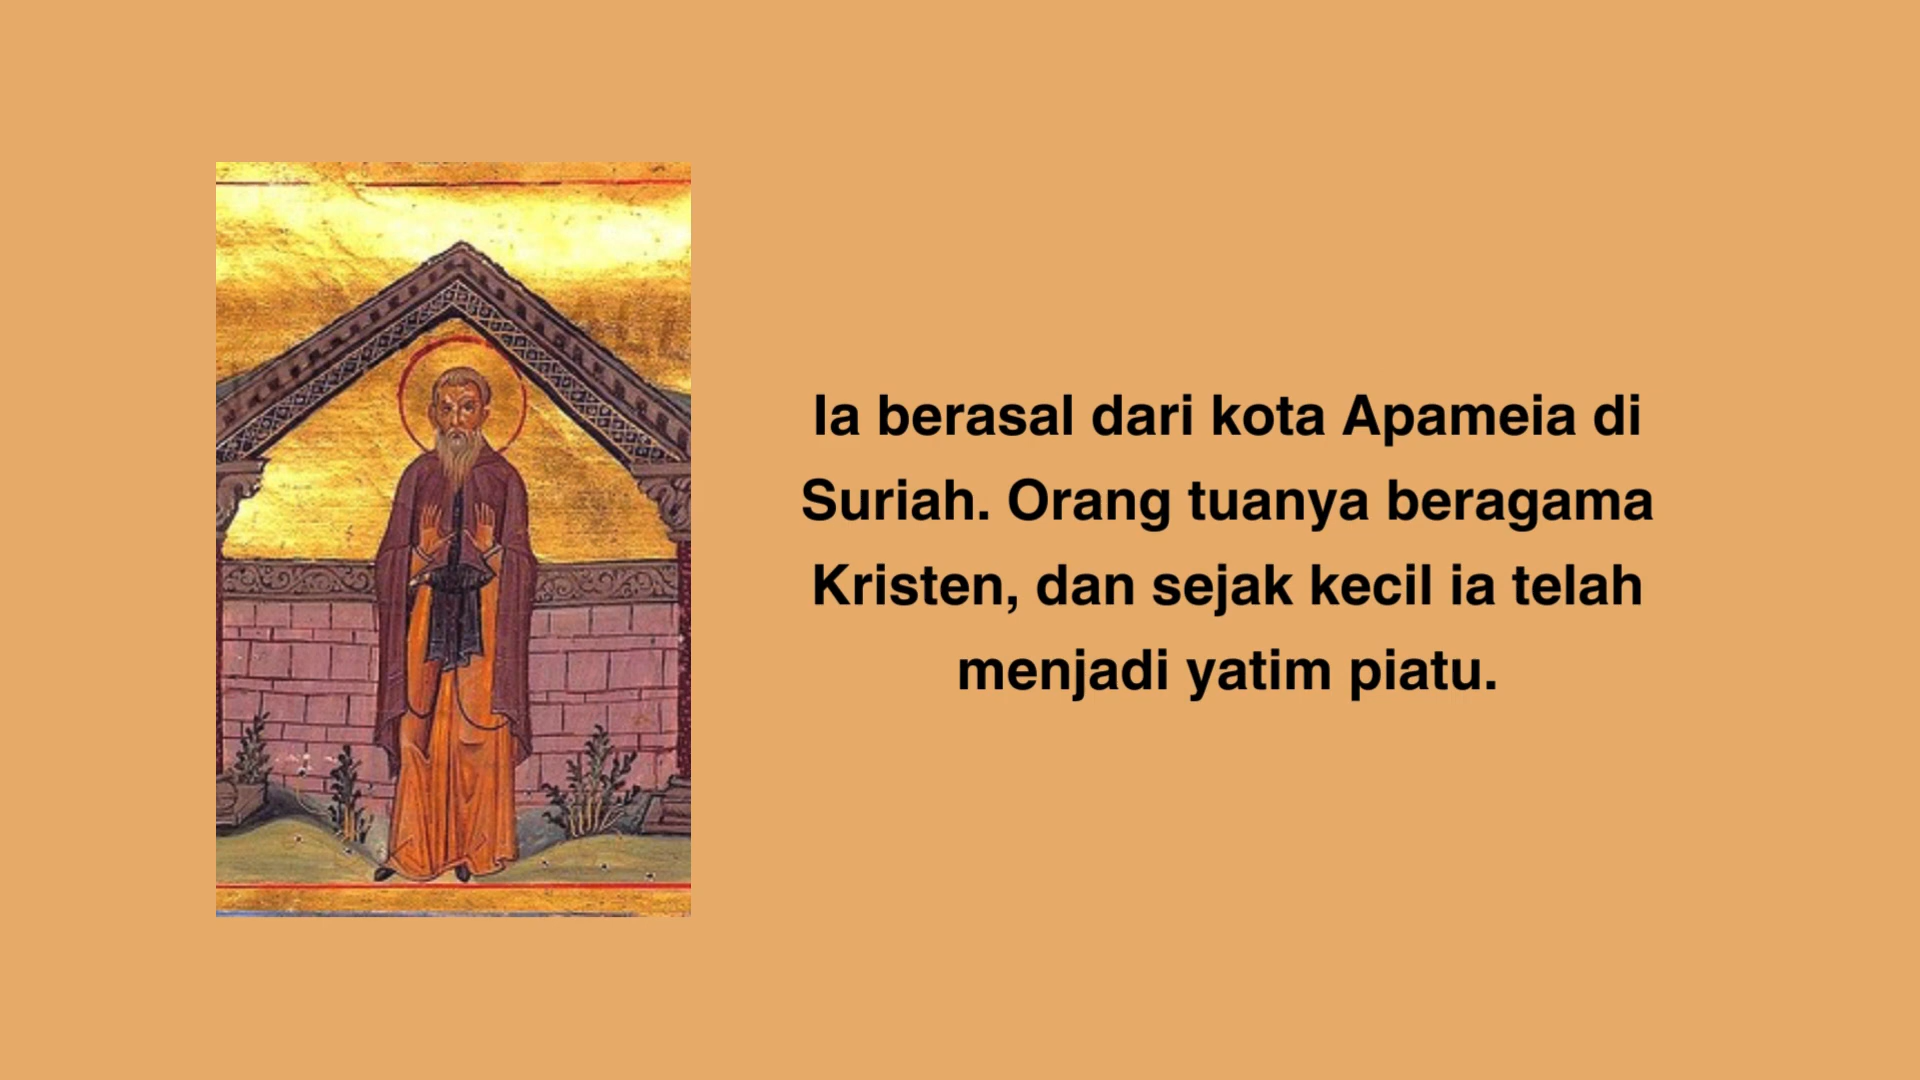 Ia berasal dari kota Apameia di
Suriah. Orang tuanya beragama
Kristen, dan sejak kecil ia telah
menjadi yatim piatu.